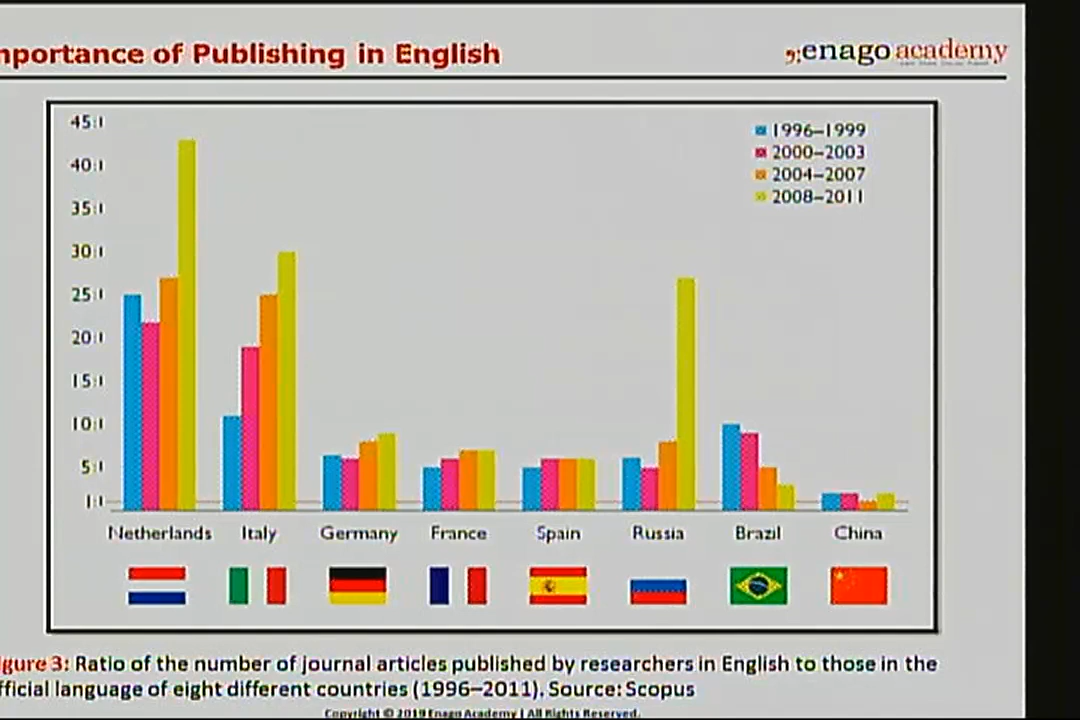 mportance of Publishing in English
enago academy
45:1
40:1
35:1
30:1
25:1
20:1
15:1
10:1
5:1
1:1
1996–1999
2000–2003
2004–2007
2008–2011
Netherlands Italy Germany France Spain Russia Brazil China
igure 3: Ratio of the number of journal articles published by researchers in English to those in the
fficial language of eight different countries (1996–2011). Source: Scopus
Copyright © 2019 Enago Academy | All Rights Reserved.